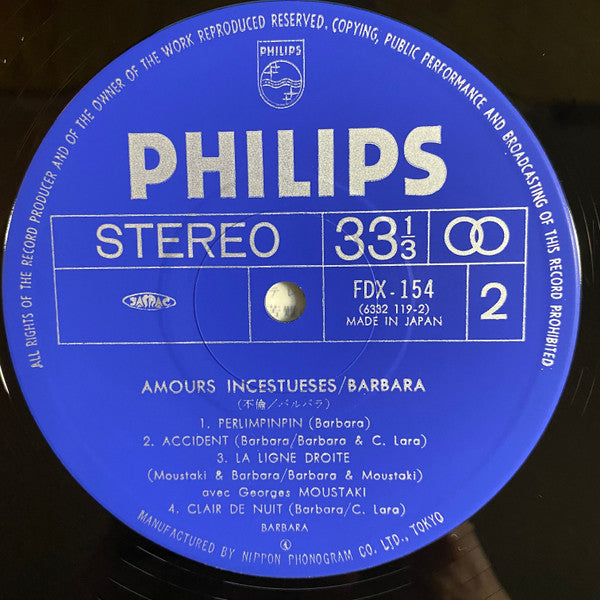 ALL RIGHTS OF THE RECORD PRODUCER AND OF THE OWNER OF THE WORK REPRODUCED RESERVED. COPYING, PUBLIC PERFORMANCE AND BROADCASTING OF THIS RECORD PROHIBITED.
PHILIPS
PHILIPS
STEREO
33 1/3
FDX-154
(6332 119-2)
MADE IN JAPAN
2
JASRAC
AMOURS INCESTUESES/BARBARA
(不倫/バルバラ)
1. PERLIMPINPIN (Barbara)
2. ACCIDENT (Barbara/Barbara & C. Lara)
3. LA LIGNE DROITE
(Moustaki & Barbara/Barbara & Moustaki)
avec Georges MOUSTAKI
4. CLAIR DE NUIT (Barbara/C. Lara)
BARBARA
MANUFACTURED BY NIPPON PHONOGRAM CO. LTD., TOKYO